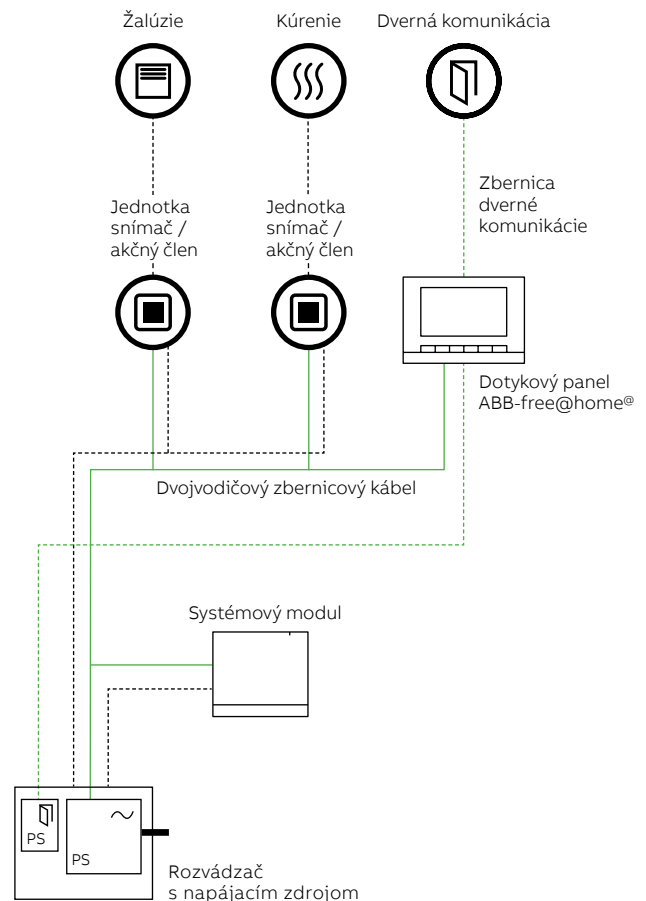 Žalúzie
Kúrenie
Dverná komunikácia
Zbernica
dverné
komunikácie
Jednotka
snímač /
akčný člen
Jednotka
snímač /
akčný člen
Dotykový panel
ABB-free@home@
Dvojvodičový zbernicový kábel
Systémový modul
PS
PS
Rozvádzač
s napájacím zdrojom